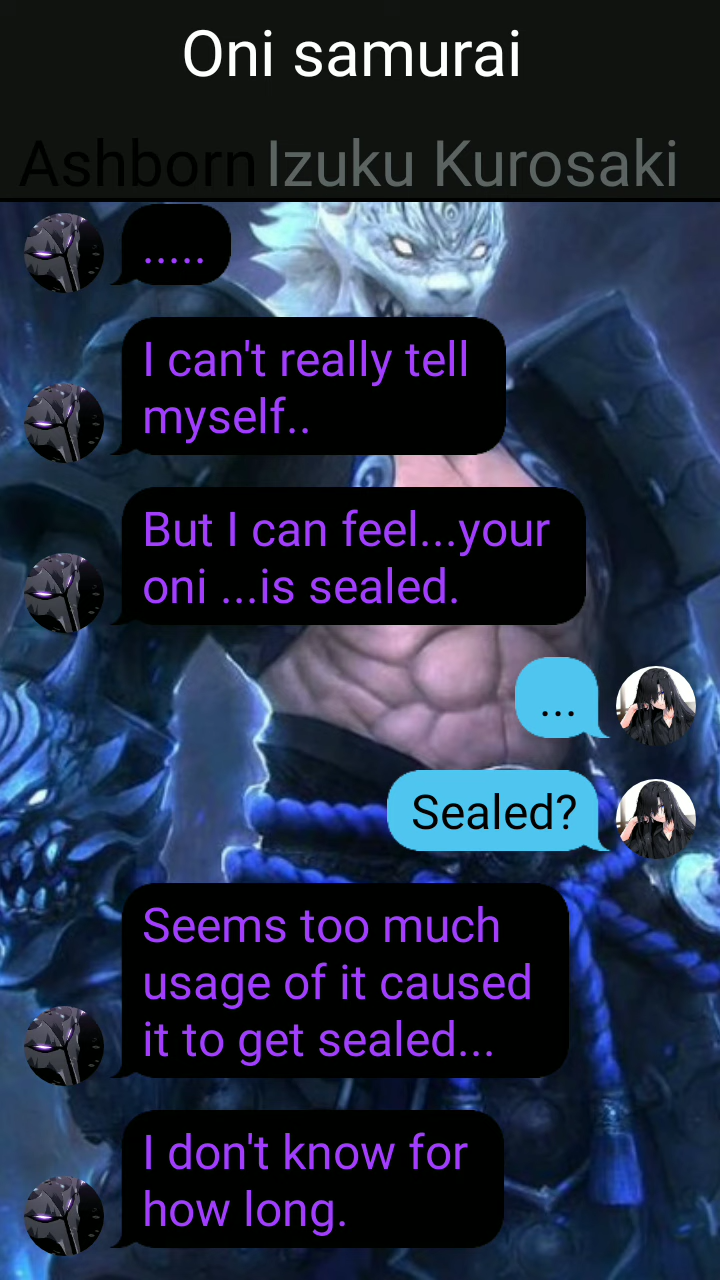 Oni samurai
Ashborn Izuku Kurosaki
.....
I can't really tell
myself..
But I can feel...your
oni ...is sealed.
...
Sealed?
Seems too much
usage of it caused
it to get sealed...
I don't know for
how long.